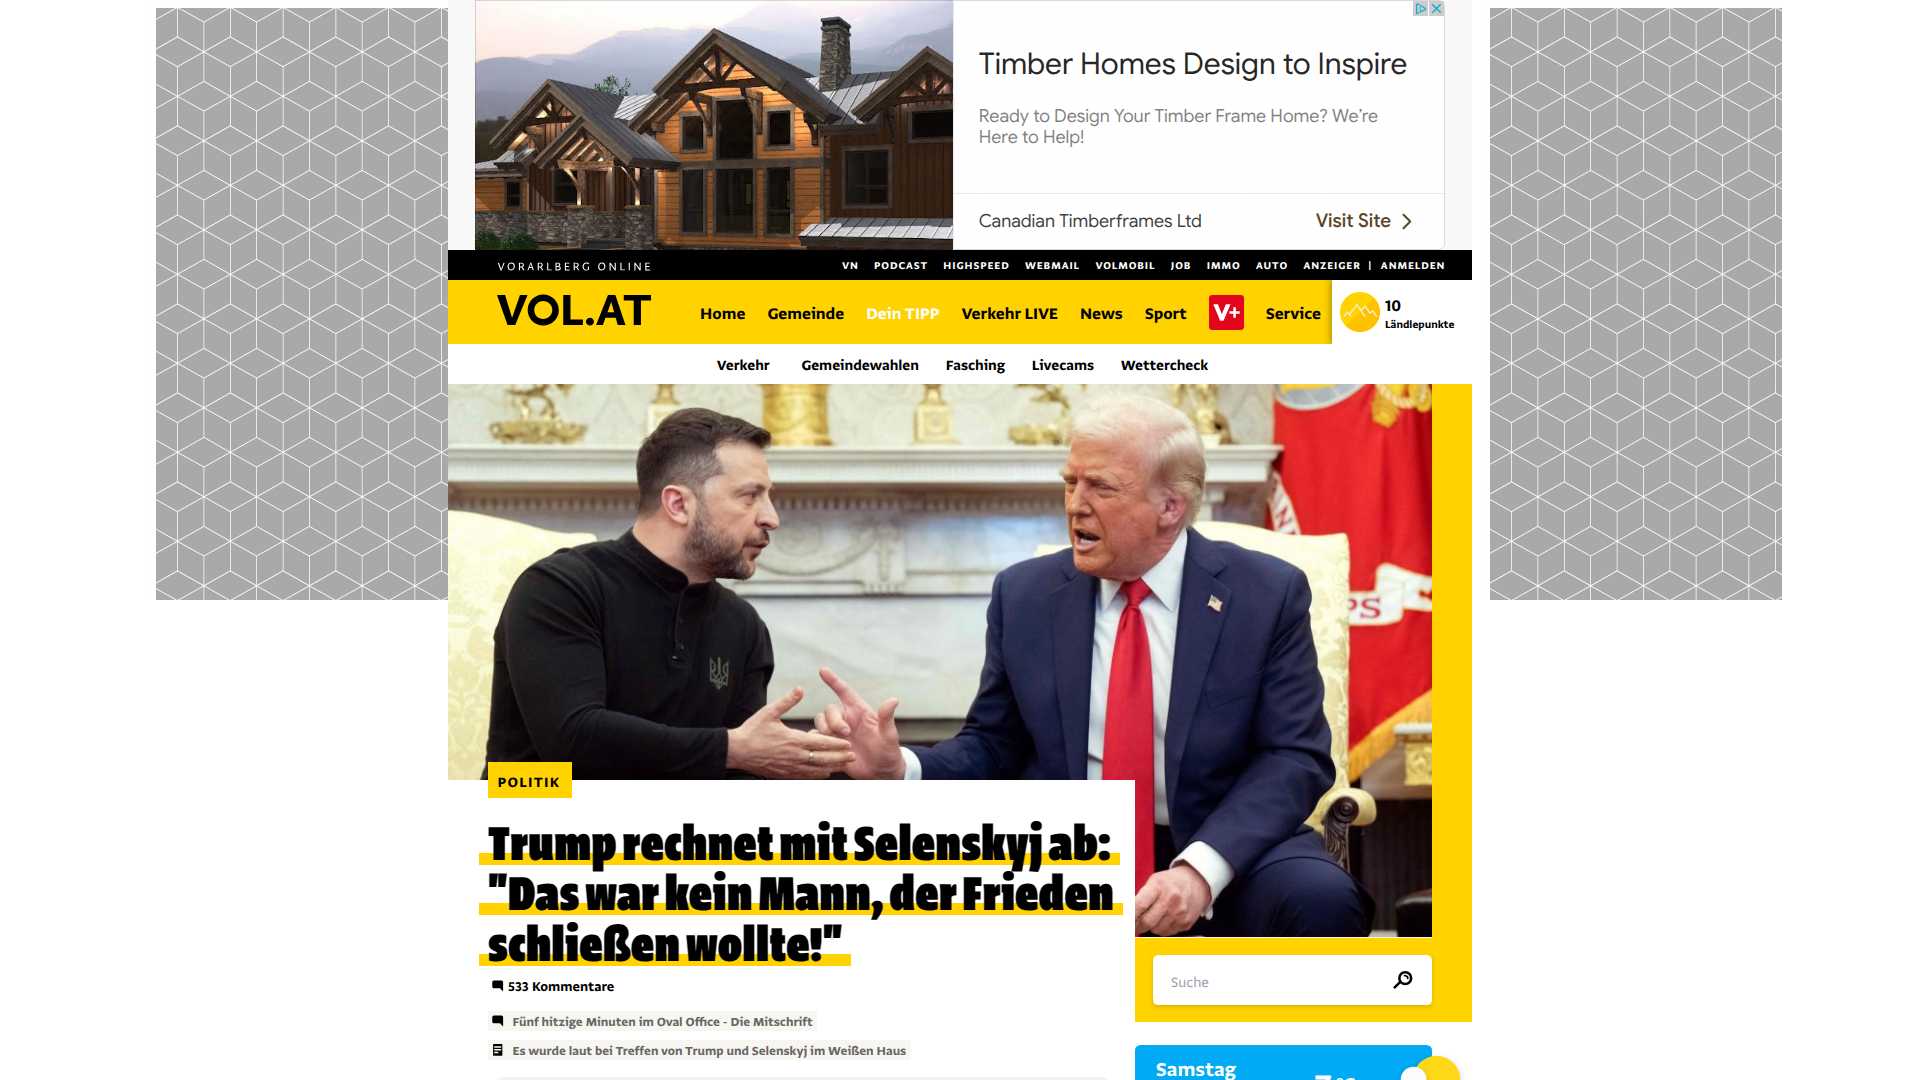 Timber Homes Design to Inspire
Ready to Design Your Timber Frame Home? We're
Here to Help!
Canadian Timberframes Ltd
Visit Site
VORARLBERG ONLINE
VN PODCAST HIGHSPEED WEBMAIL VOLMOBIL JOB IMMO AUTO ANZEIGER | ANMELDEN
VOL.AT
Home Gemeinde Dein TIPP Verkehr LIVE News Sport V+ Service
10
Ländlepunkte
Verkehr Gemeindewahlen Fasching Livecams Wettercheck
POLITIK
Trump rechnet mit Selenskyj ab:
"Das war kein Mann, der Frieden
schließen wollte!"
533 Kommentare
Fünf hitzige Minuten im Oval Office - Die Mitschrift
Es wurde laut bei Treffen von Trump und Selenskyj im Weißen Haus
Suche
Samstag